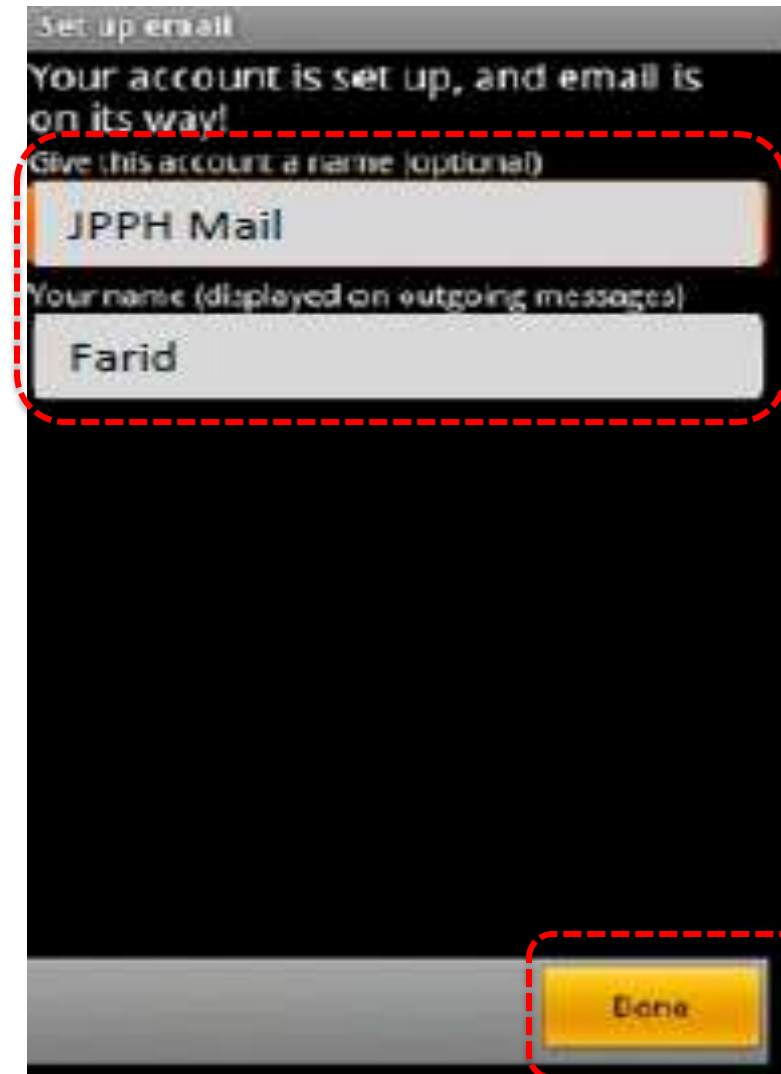 Set up email
Your account is set up, and email is
on its way!
Give this account a name (optional)
JPPH Mail
Your name (displayed on outgoing messages)
Farid
Done